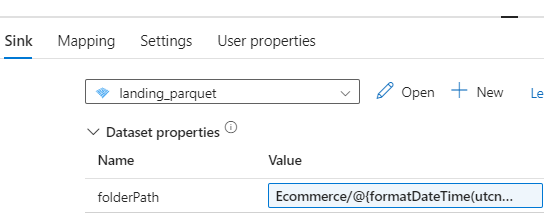 Sink Mapping Settings User properties
landing_parquet Open New Le
Dataset properties
Name Value
folderPath Ecommerce/@{formatDateTime(utcn...